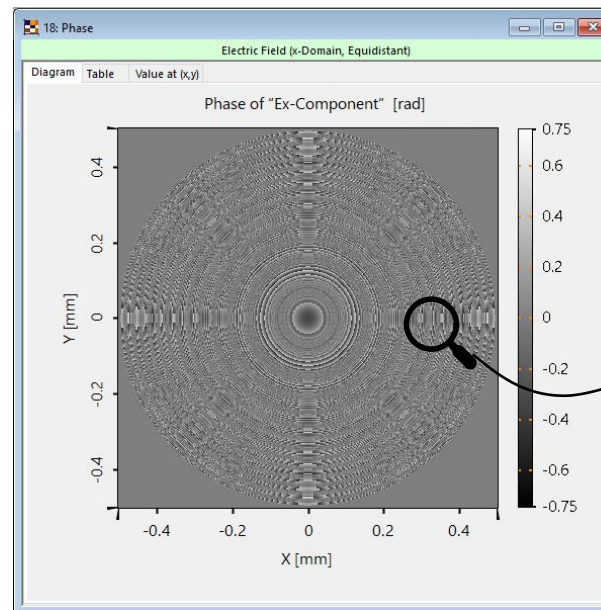 18: Phase
Electric Field (x-Domain, Equidistant)
Diagram Table Value at (x,y)
Phase of "Ex-Component" [rad]
0.75
0.6
0.4
0.2
0
-0.2
-0.4
-0.6
-0.75
Y [mm]
0.4
0.2
0
-0.2
-0.4
-0.4 -0.2 0 0.2 0.4
X [mm]